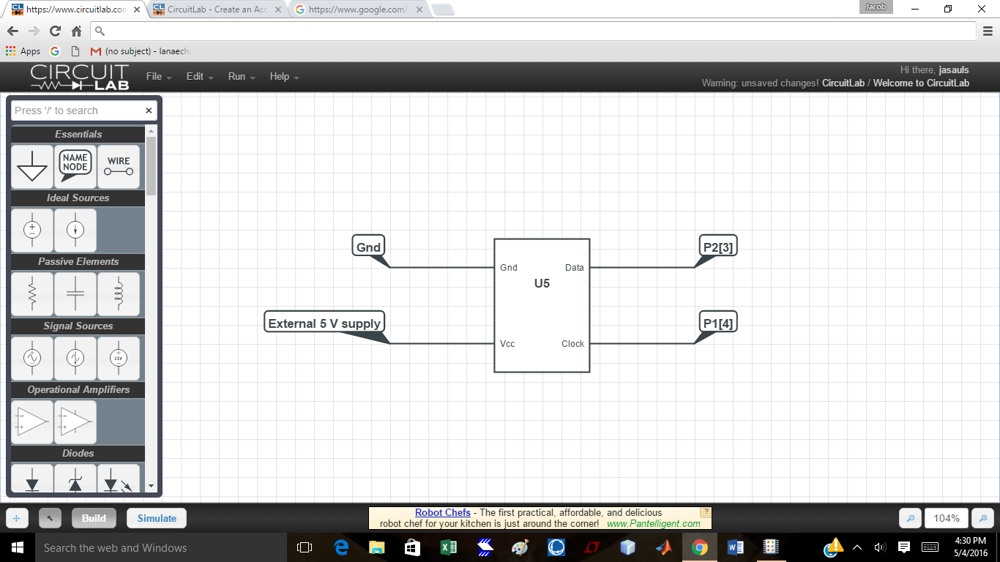 https://www.circuitlab.con
CircuitLab - Create an Acc
https://www.google.com/
Jacob
Apps
(no subject) - lanaech
CIRCUIT
LAB
File
Edit
Run
Help
Hi there, jasauls
Warning: unsaved changes! CircuitLab / Welcome to CircuitLab
Press '/' to search
Essentials
NAME
NODE
WIRE
Ideal Sources
Passive Elements
Signal Sources
csv
Operational Amplifiers
Diodes
Gnd
P2[3]
Gnd
Data
U5
External 5 V supply
P1[4]
Vcc
Clock
Build
Simulate
Robot Chefs - The first practical, affordable, and delicious
robot chef for your kitchen is just around the corner! www.Pantelligent.com
?
104%
Search the web and Windows
4:30 PM
5/4/2016